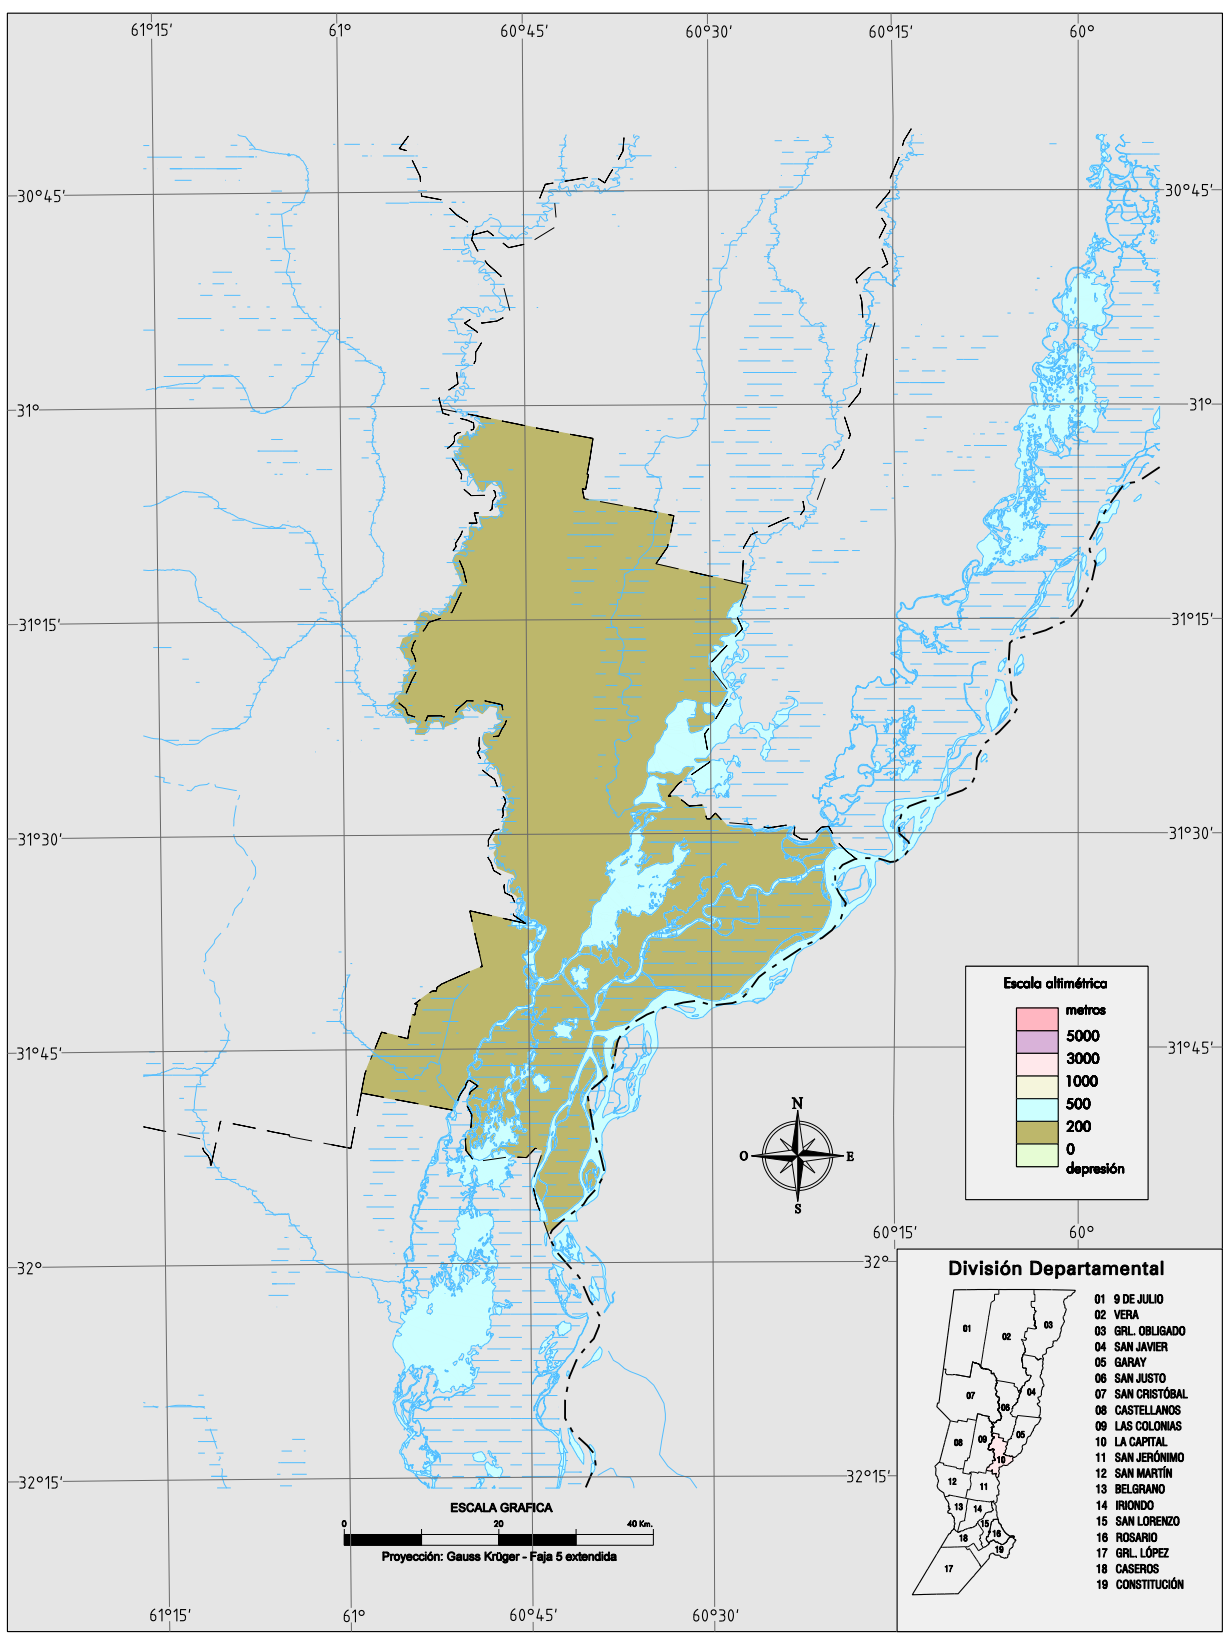 61°15'
61°
60°45'
60°30'
60°15'
60°
30°45'
30°45'
31°
31°
31°15'
31°15'
31°30'
31°30'
31°45'
31°45'
32°
32°
32°15'
32°15'
60°15'
60°
61°15'
61°
60°45'
60°30'
Escala altimétrica
metros
5000
3000
1000
500
200
0
depresión
N
O
E
S
ESCALA GRAFICA
0 20 40 Km.
Proyección: Gauss Krüger - Faja 5 extendida
División Departamental
01
02
03
04
05
06
07
08
09
10
11
12
13
14
15
16
17
18
19
01 9 DE JULIO
02 VERA
03 GRL. OBLIGADO
04 SAN JAVIER
05 GARAY
06 SAN JUSTO
07 SAN CRISTÓBAL
08 CASTELLANOS
09 LAS COLONIAS
10 LA CAPITAL
11 SAN JERÓNIMO
12 SAN MARTÍN
13 BELGRANO
14 IRIONDO
15 SAN LORENZO
16 ROSARIO
17 GRL. LÓPEZ
18 CASEROS
19 CONSTITUCIÓN